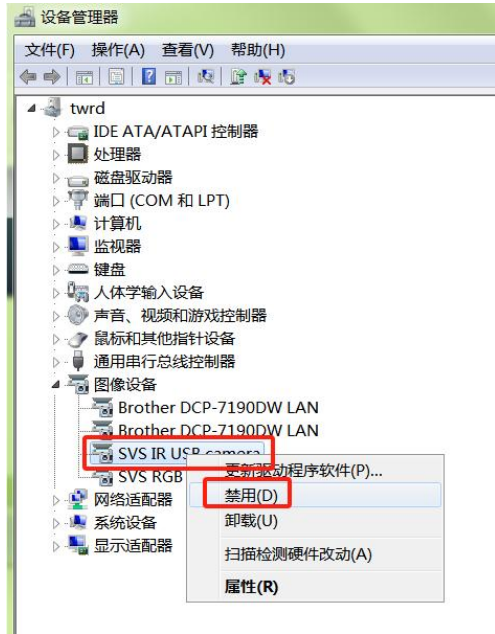 设备管理器
文件(F) 操作(A) 查看(V) 帮助(H)
twrd
IDE ATA/ATAPI 控制器
处理器
磁盘驱动器
端口 (COM 和 LPT)
计算机
监视器
键盘
人体学输入设备
声音、视频和游戏控制器
鼠标和其他指针设备
通用串行总线控制器
图像设备
Brother DCP-7190DW LAN
Brother DCP-7190DW LAN
SVS IR USB camera
SVS RGB
网络适配器
系统设备
显示适配器
更新驱动程序软件(P)...
禁用(D)
卸载(U)
扫描检测硬件改动(A)
属性(R)